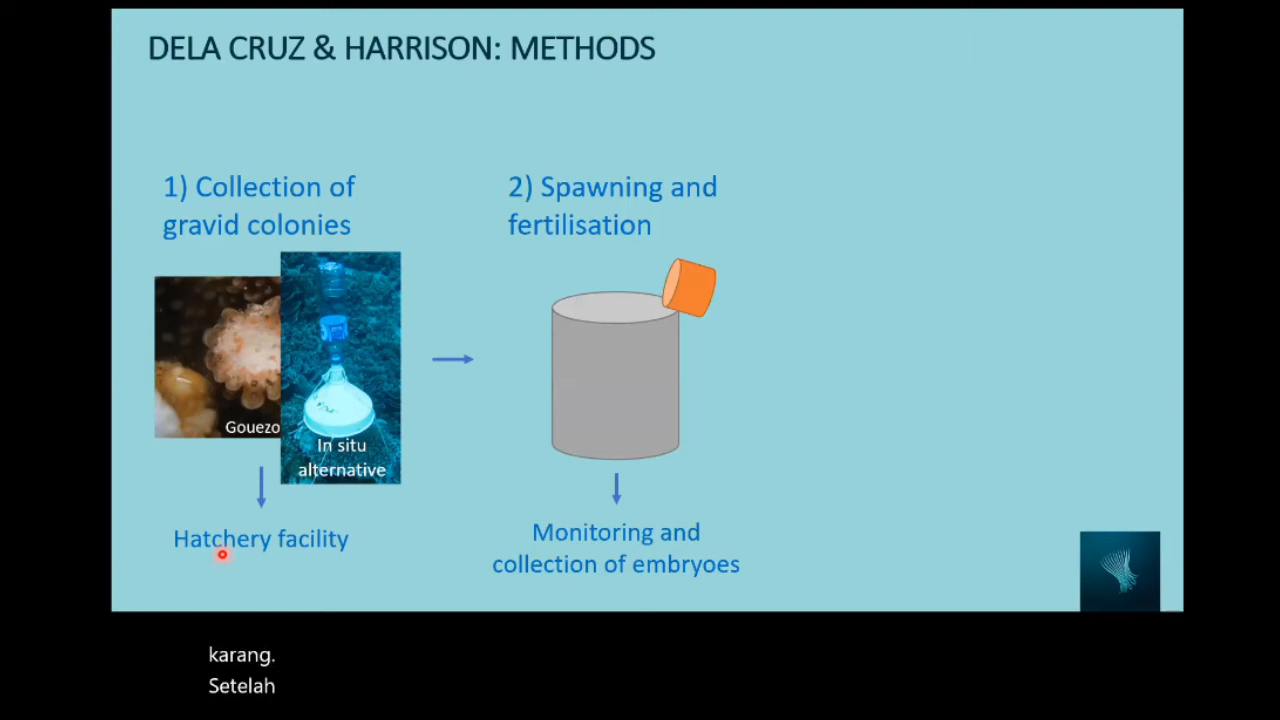 DELA CRUZ & HARRISON: METHODS
1) Collection of
gravid colonies
2) Spawning and
fertilisation
Gouezo
In situ
alternative
Hatchery facility
Monitoring and
collection of embryoes
karang.
Setelah